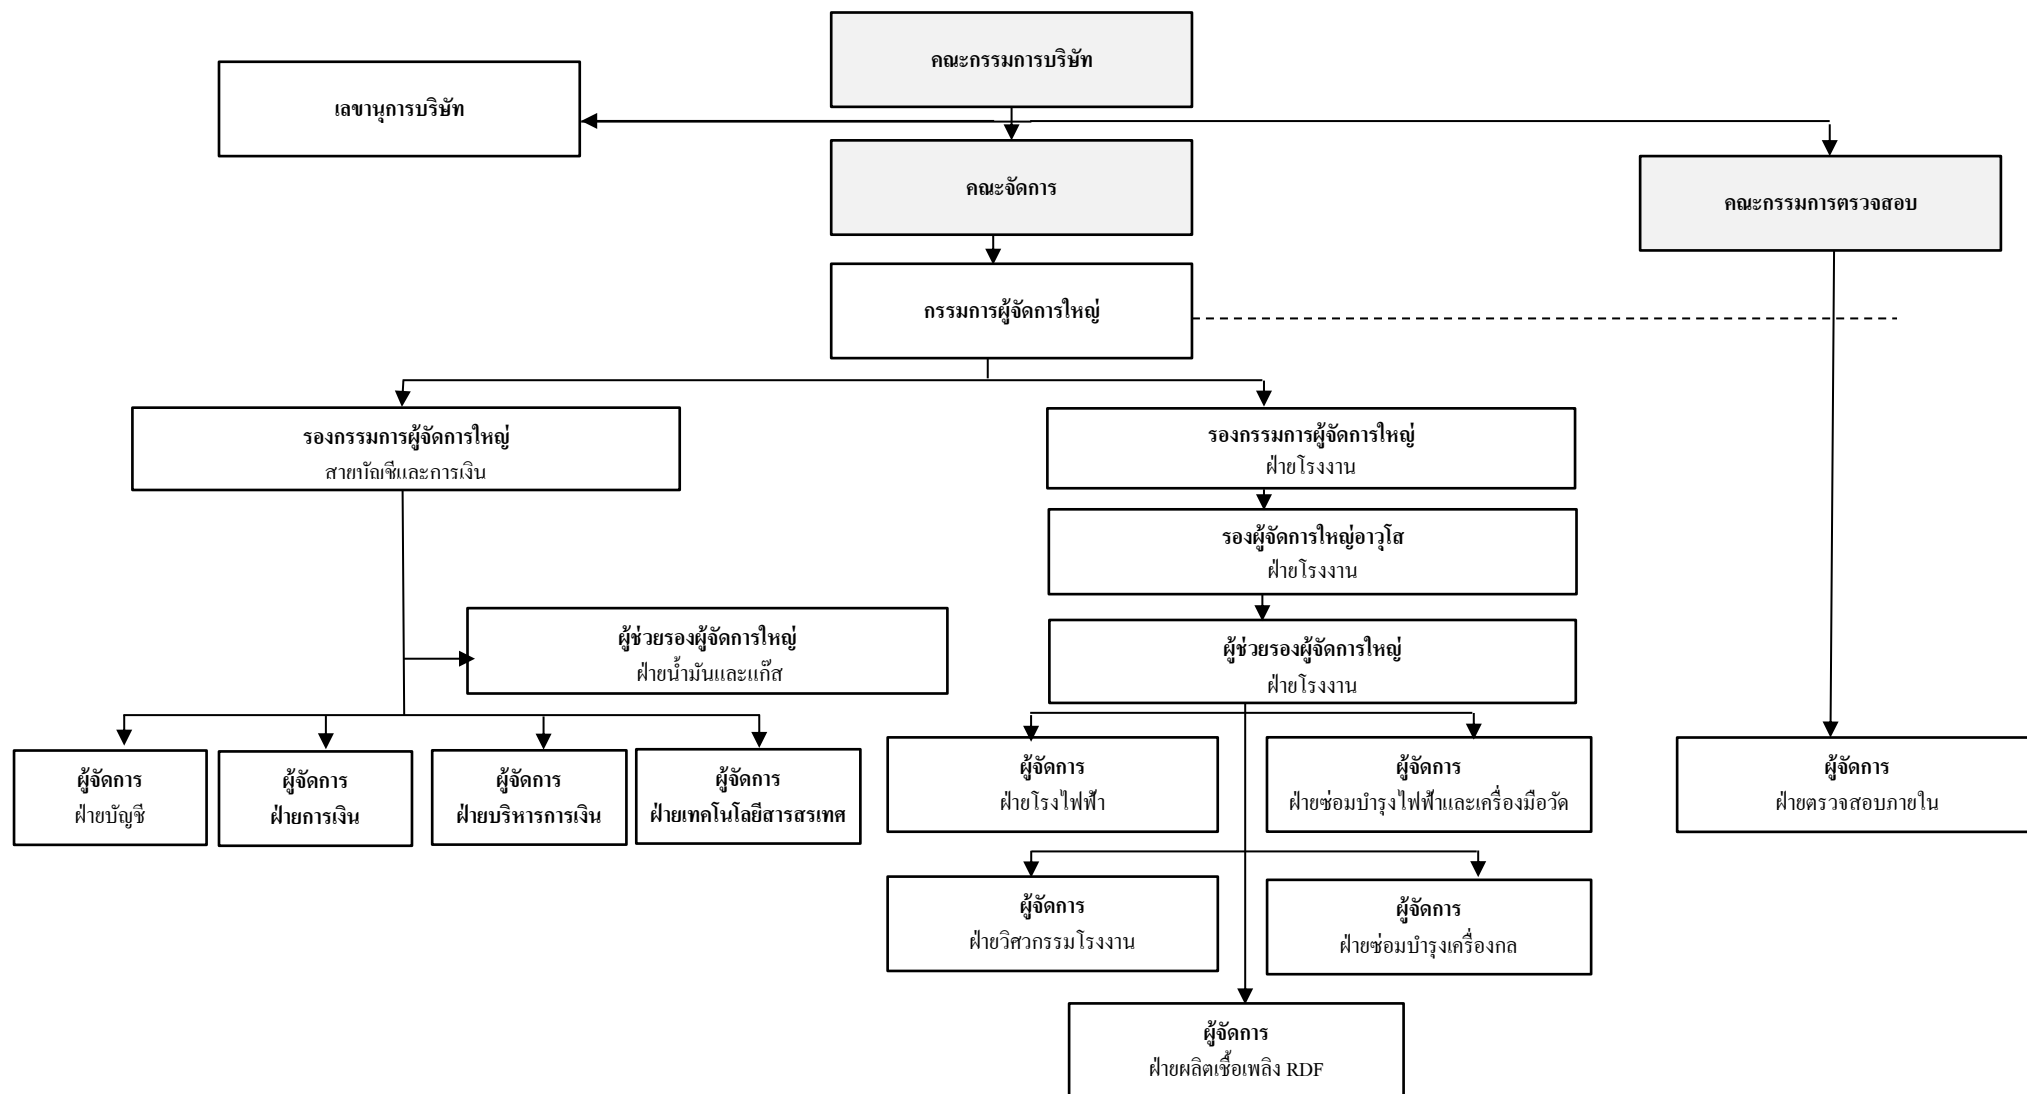 คณะกรรมการบริษัท
เลขานุการบริษัท
คณะจัดการ
คณะกรรมการตรวจสอบ
กรรมการผู้จัดการใหญ่
รองกรรมการผู้จัดการใหญ่
สายบัญชีและการเงิน
รองกรรมการผู้จัดการใหญ่
ฝ่ายโรงงาน
รองผู้จัดการใหญ่อาวุโส
ฝ่ายโรงงาน
ผู้ช่วยรองผู้จัดการใหญ่
ฝ่ายน้ำมันและแก๊ส
ผู้ช่วยรองผู้จัดการใหญ่
ฝ่ายโรงงาน
ผู้จัดการ
ฝ่ายบัญชี
ผู้จัดการ
ฝ่ายการเงิน
ผู้จัดการ
ฝ่ายบริหารการเงิน
ผู้จัดการ
ฝ่ายเทคโนโลยีสารสรเทศ
ผู้จัดการ
ฝ่ายโรงไฟฟ้า
ผู้จัดการ
ฝ่ายซ่อมบำรุงไฟฟ้าและเครื่องมือวัด
ผู้จัดการ
ฝ่ายตรวจสอบภายใน
ผู้จัดการ
ฝ่ายวิศวกรรมโรงงาน
ผู้จัดการ
ฝ่ายซ่อมบำรุงเครื่องกล
ผู้จัดการ
ฝ่ายผลิตเชื้อเพลิง RDF